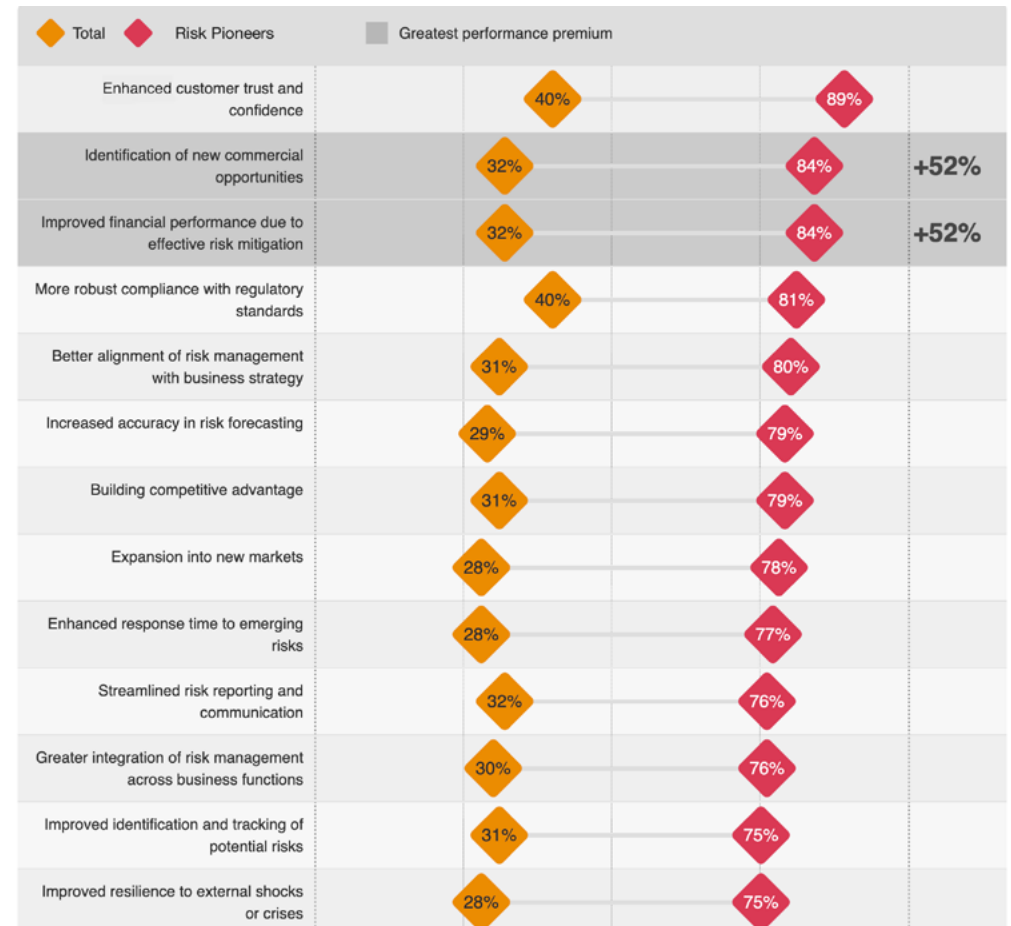 Total Risk Pioneers Greatest performance premium
Enhanced customer trust and
confidence
40% 89%
Identification of new commercial
opportunities
32% 84% +52%
Improved financial performance due to
effective risk mitigation
32% 84% +52%
More robust compliance with regulatory
standards
40% 81%
Better alignment of risk management
with business strategy
31% 80%
Increased accuracy in risk forecasting
29% 79%
Building competitive advantage
31% 79%
Expansion into new markets
28% 78%
Enhanced response time to emerging
risks
28% 77%
Streamlined risk reporting and
communication
32% 76%
Greater integration of risk management
across business functions
30% 76%
Improved identification and tracking of
potential risks
31% 75%
Improved resilience to external shocks
or crises
28% 75%